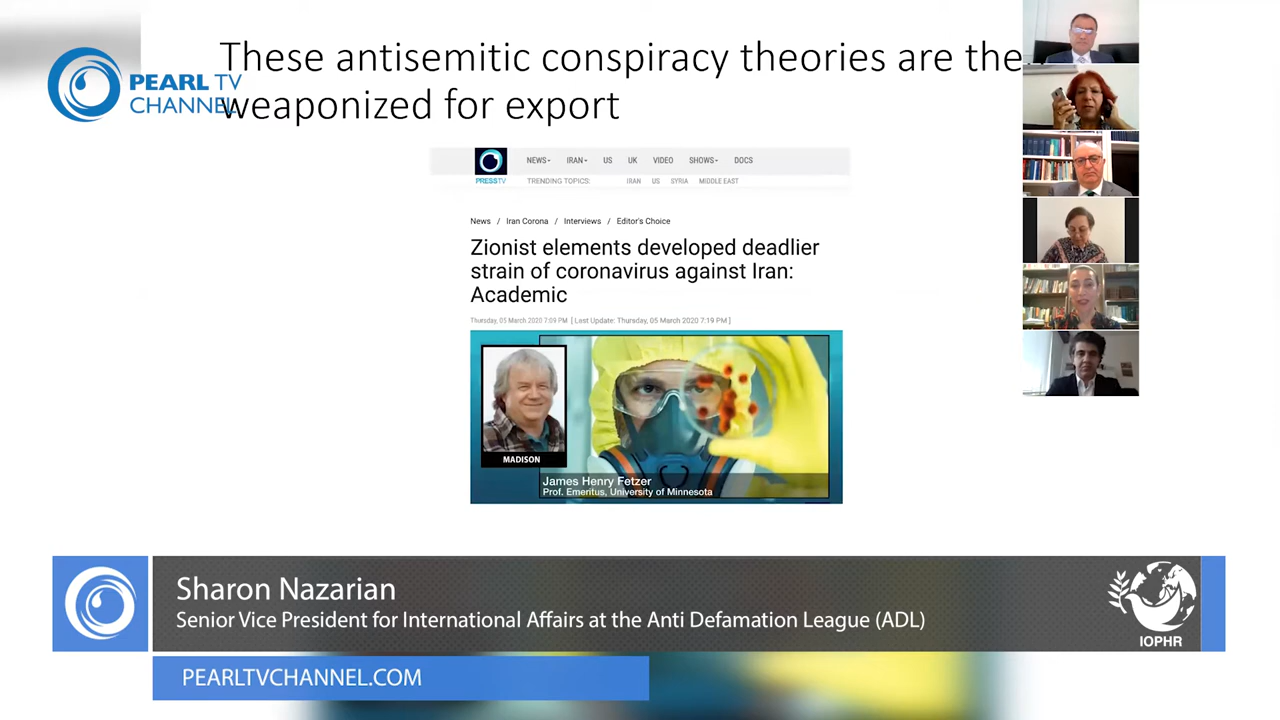 These antisemitic conspiracy theories are the
weaponized for export
PEARL TV
CHANNEL
PRESSTV
NEWS IRAN US UK VIDEO SHOWS DOCS
TRENDING TOPICS: IRAN US SYRIA MIDDLE EAST
News / Iran Corona / Interviews / Editor's Choice
Zionist elements developed deadlier
strain of coronavirus against Iran:
Academic
Thursday, 05 March 2020 7:09 PM [ Last Update: Thursday, 05 March 2020 7:19 PM ]
MADISON
James Henry Fetzer
Prof. Emeritus, University of Minnesota
Sharon Nazarian
Senior Vice President for International Affairs at the Anti Defamation League (ADL)
IOPHR
PEARLTVCHANNEL.COM